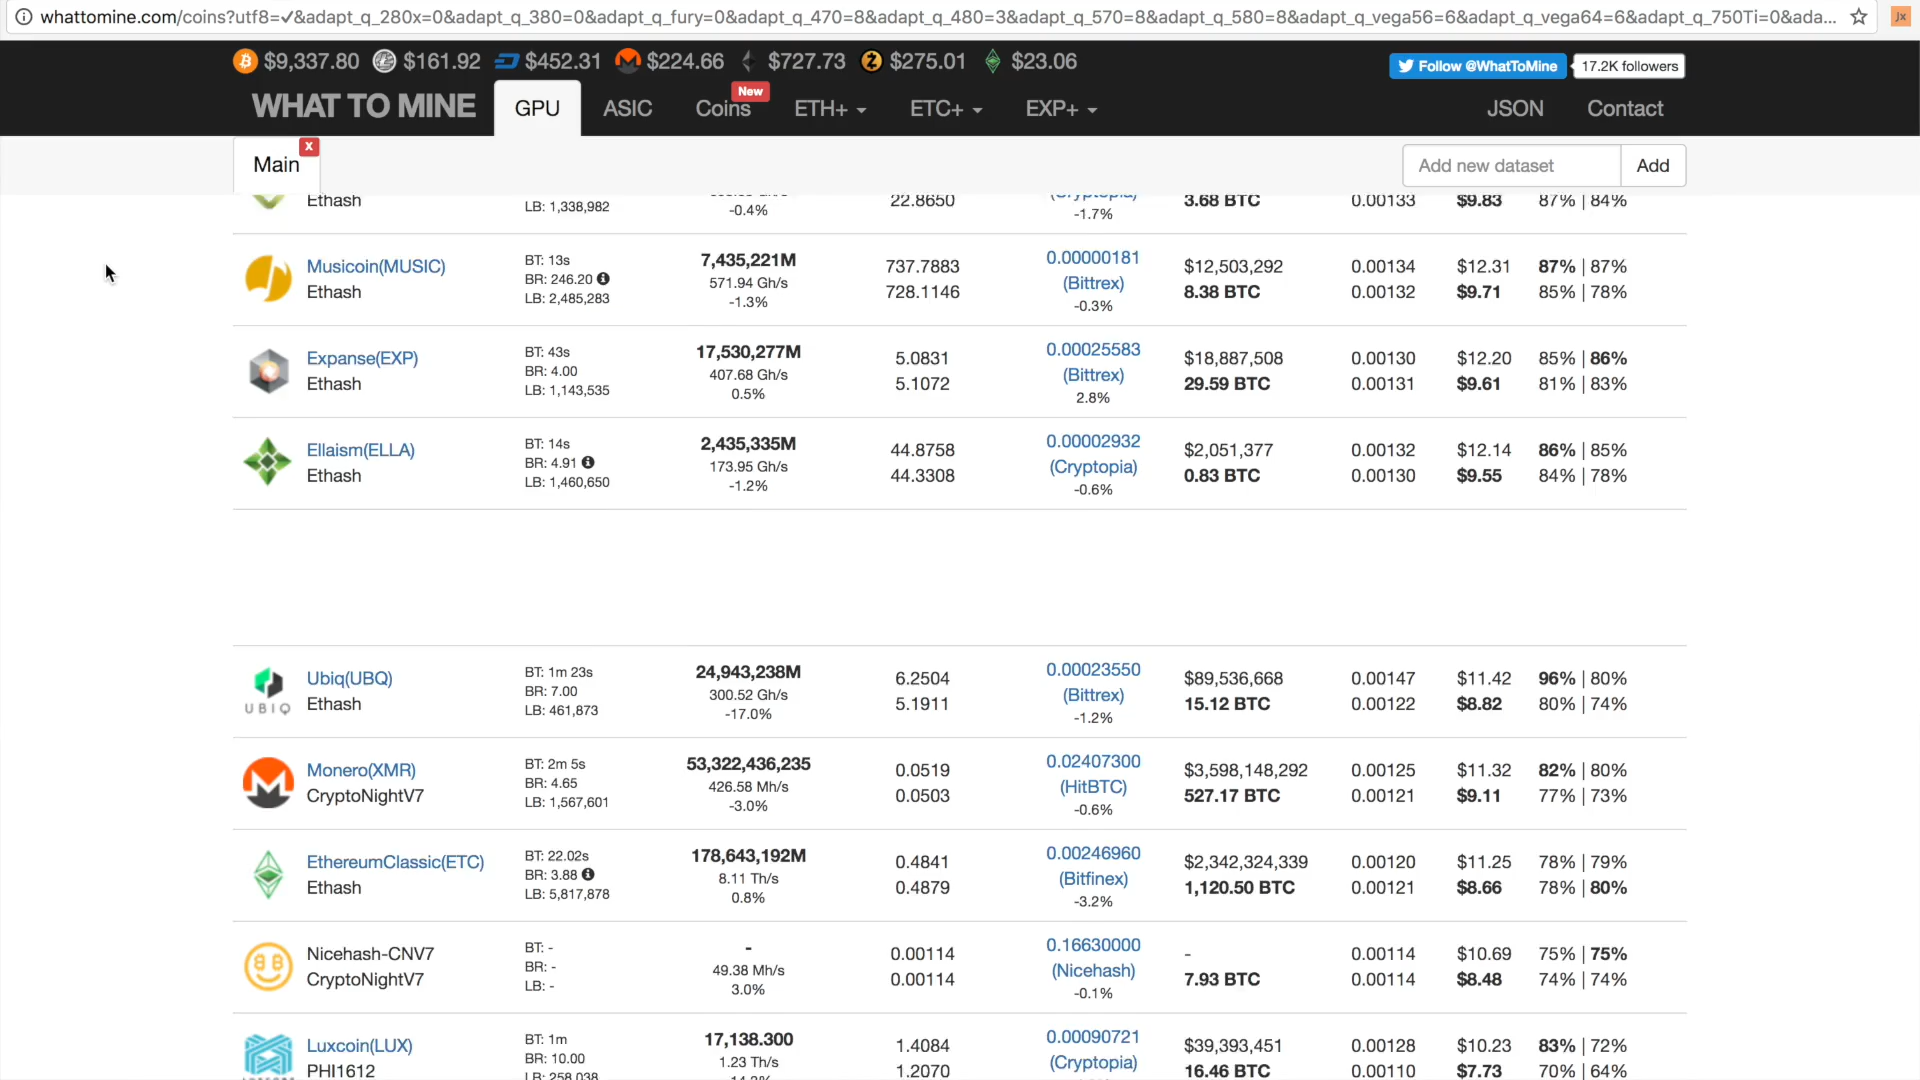 whattomine.com/coins?utf8=✓&adapt_q_280x=0&adapt_q_380=0&adapt_q_fury=0&adapt_q_470=8&adapt_q_480=3&adapt_q_570=8&adapt_q_580=8&adapt_q_vega56=6&adapt_q_vega64=6&adapt_q_750Ti=0&ada...
Jx
$9,337.80 $161.92 $452.31 $224.66 $727.73 $275.01 $23.06
Follow @WhatToMine 17.2K followers
WHAT TO MINE GPU ASIC Coins New ETH+ ETC+ EXP+ JSON Contact
Main x Add new dataset Add
Ethash LB: 1,338,982 -0.4% 22.8650 (Cryptopia) -1.7% 3.68 BTC 0.00133 $9.83 87% | 84%
Musicoin(MUSIC) BT: 13s 7,435,221M 737.7883 0.00000181 $12,503,292 0.00134 $12.31 87% | 87%
Ethash BR: 246.20 571.94 Gh/s 728.1146 (Bittrex) 8.38 BTC 0.00132 $9.71 85% | 78%
LB: 2,485,283 -1.3% -0.3%
Expanse(EXP) BT: 43s 17,530,277M 5.0831 0.00025583 $18,887,508 0.00130 $12.20 85% | 86%
Ethash BR: 4.00 407.68 Gh/s 5.1072 (Bittrex) 29.59 BTC 0.00131 $9.61 81% | 83%
LB: 1,143,535 0.5% 2.8%
Ellaism(ELLA) BT: 14s 2,435,335M 44.8758 0.00002932 $2,051,377 0.00132 $12.14 86% | 85%
Ethash BR: 4.91 173.95 Gh/s 44.3308 (Cryptopia) 0.83 BTC 0.00130 $9.55 84% | 78%
LB: 1,460,650 -1.2% -0.6%
Ubiq(UBQ) BT: 1m 23s 24,943,238M 6.2504 0.00023550 $89,536,668 0.00147 $11.42 96% | 80%
UBIQ Ethash BR: 7.00 300.52 Gh/s 5.1911 (Bittrex) 15.12 BTC 0.00122 $8.82 80% | 74%
LB: 461,873 -17.0% -1.2%
Monero(XMR) BT: 2m 5s 53,322,436,235 0.0519 0.02407300 $3,598,148,292 0.00125 $11.32 82% | 80%
CryptoNightV7 BR: 4.65 426.58 Mh/s 0.0503 (HitBTC) 527.17 BTC 0.00121 $9.11 77% | 73%
LB: 1,567,601 -3.0% -0.6%
EthereumClassic(ETC) BT: 22.02s 178,643,192M 0.4841 0.00246960 $2,342,324,339 0.00120 $11.25 78% | 79%
Ethash BR: 3.88 8.11 Th/s 0.4879 (Bitfinex) 1,120.50 BTC 0.00121 $8.66 78% | 80%
LB: 5,817,878 0.8% -3.2%
Nicehash-CNV7 BT: - - 0.00114 0.16630000 - 0.00114 $10.69 75% | 75%
CryptoNightV7 BR: - 49.38 Mh/s 0.00114 (Nicehash) 7.93 BTC 0.00114 $8.48 74% | 74%
LB: - 3.0% -0.1%
Luxcoin(LUX) BT: 1m 17,138.300 1.4084 0.00090721 $39,393,451 0.00128 $10.23 83% | 72%
PHI1612 BR: 10.00 1.23 Th/s 1.2070 (Cryptopia) 16.46 BTC 0.00110 $7.73 70% | 64%
LB: 258,038